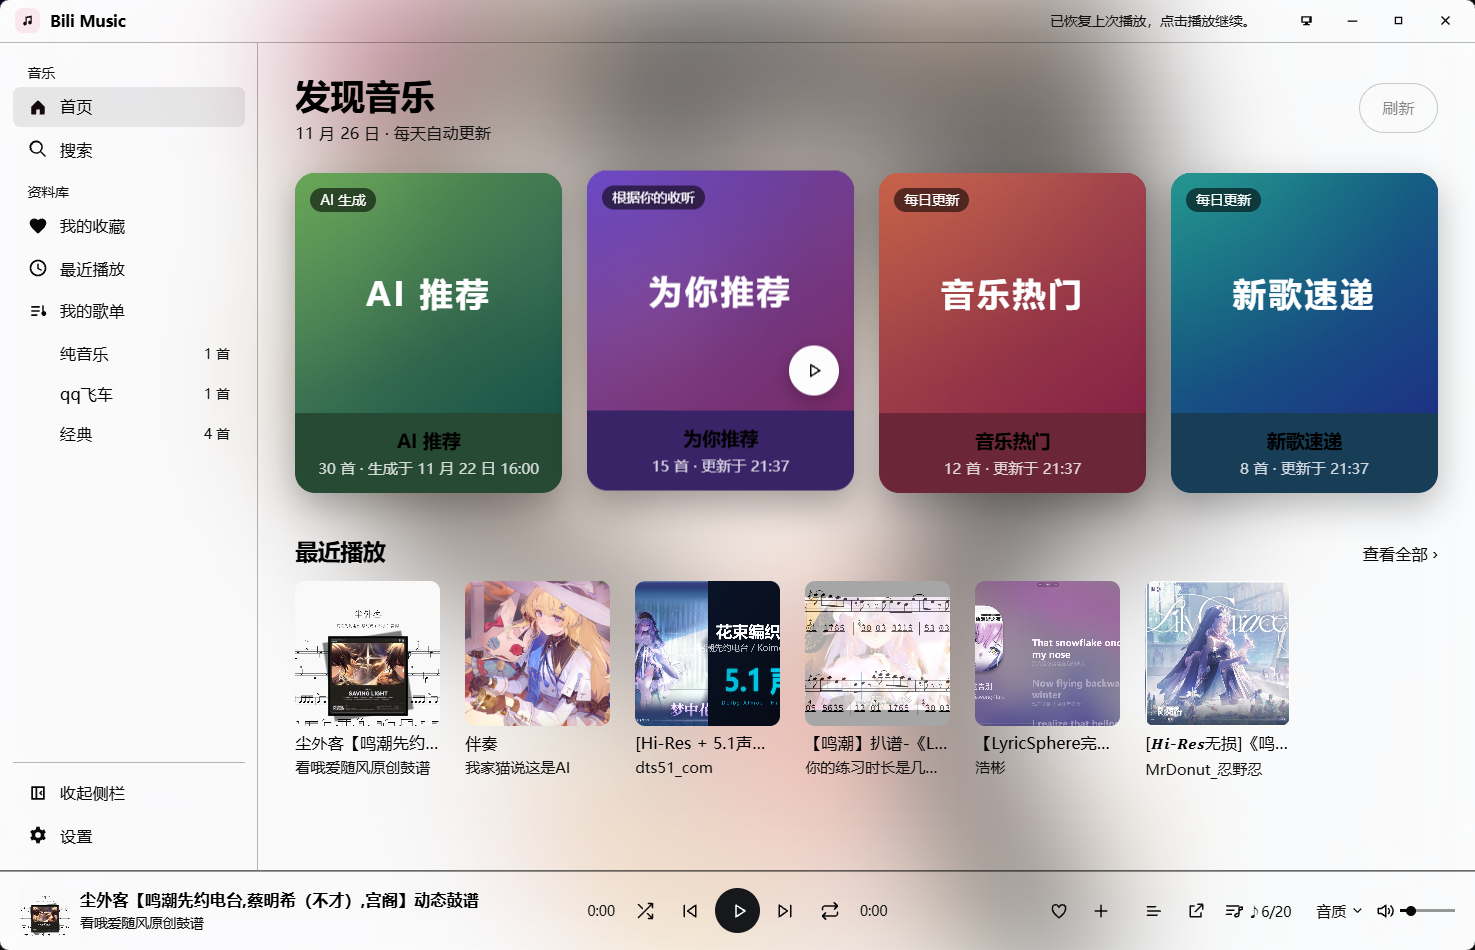 Bili Music
已恢复上次播放，点击播放继续。
音乐
首页
搜索
资料库
我的收藏
最近播放
我的歌单
纯音乐 1 首
qq飞车 1 首
经典 4 首
收起侧栏
设置
发现音乐
11 月 26 日 · 每天自动更新
刷新
AI 生成
AI 推荐
AI 推荐
30 首 · 生成于 11 月 22 日 16:00
根据你的收听
为你推荐
为你推荐
15 首 · 更新于 21:37
每日更新
音乐热门
音乐热门
12 首 · 更新于 21:37
每日更新
新歌速递
新歌速递
8 首 · 更新于 21:37
最近播放
查看全部 ›
尘外客
SAVING LIGHT
尘外客【鸣潮先约...
看哦爱随风原创鼓谱
伴奏
我家猫说这是AI
花束编织
5.1
[Hi-Res + 5.1声...
dts51_com
【鸣潮】扒谱-《L...
你的练习时长是几...
That snowflake onc
my nose
Now flying backwa
winter
I realize that hello
【LyricSphere完...
浩彬
[Hi-Res无损]《鸣...
MrDonut_忍野忍
尘外客【鸣潮先约电台,蔡明希（不才）,宫阁】动态鼓谱
看哦爱随风原创鼓谱
0:00
0:00
♪ 6/20
音质